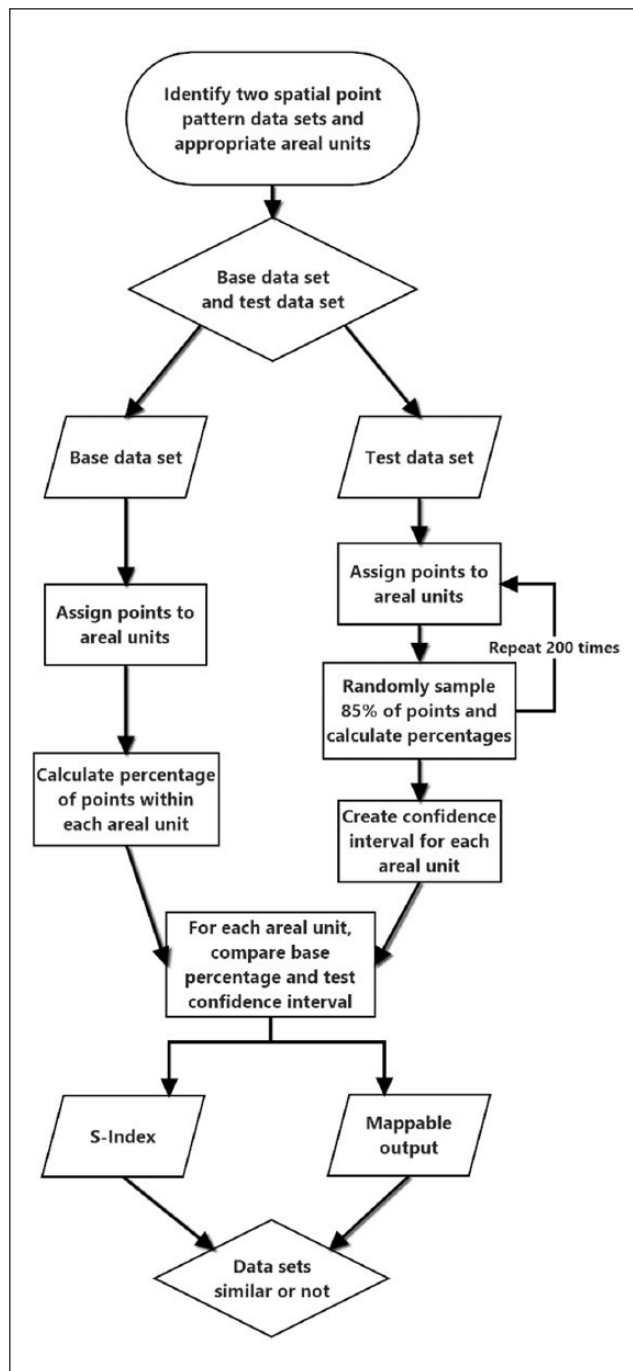 Identify two spatial point
pattern data sets and
appropriate areal units
Base data set
and test data set
Base data set
Test data set
Assign points to
areal units
Assign points to
areal units
Repeat 200 times
Randomly sample
85% of points and
calculate percentages
Calculate percentage
of points within
each areal unit
Create confidence
interval for each
areal unit
For each areal unit,
compare base
percentage and test
confidence interval
S-Index
Mappable
output
Data sets
similar or not